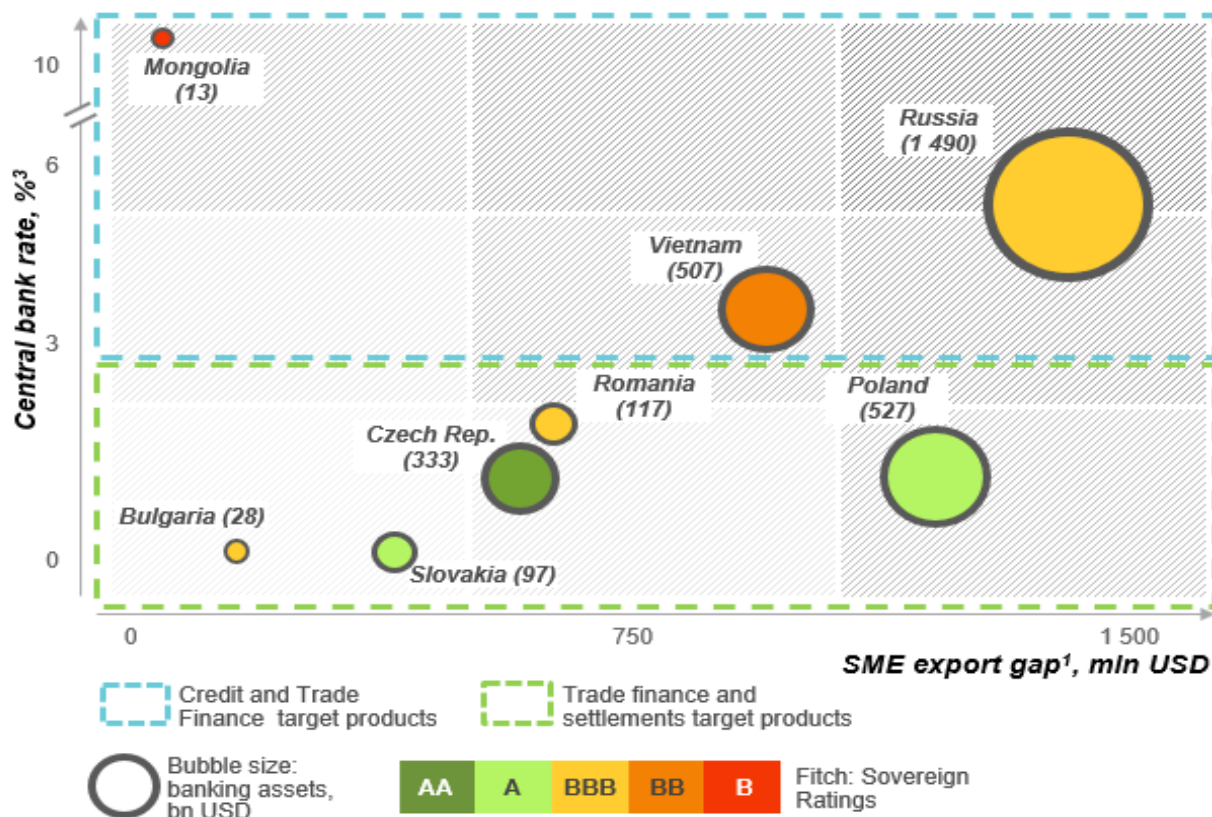 10
Mongolia
(13)
Russia
(1 490)
6
Vietnam
(507)
3
Central bank rate, %³
Romania
(117)
Poland
(527)
Czech Rep.
(333)
Bulgaria (28)
0
Slovakia (97)
0
750
1 500
SME export gap¹, mln USD
Credit and Trade
Finance target products
Trade finance and
settlements target products
Bubble size:
banking assets,
bn USD
AA
A
BBB
BB
B
Fitch: Sovereign
Ratings